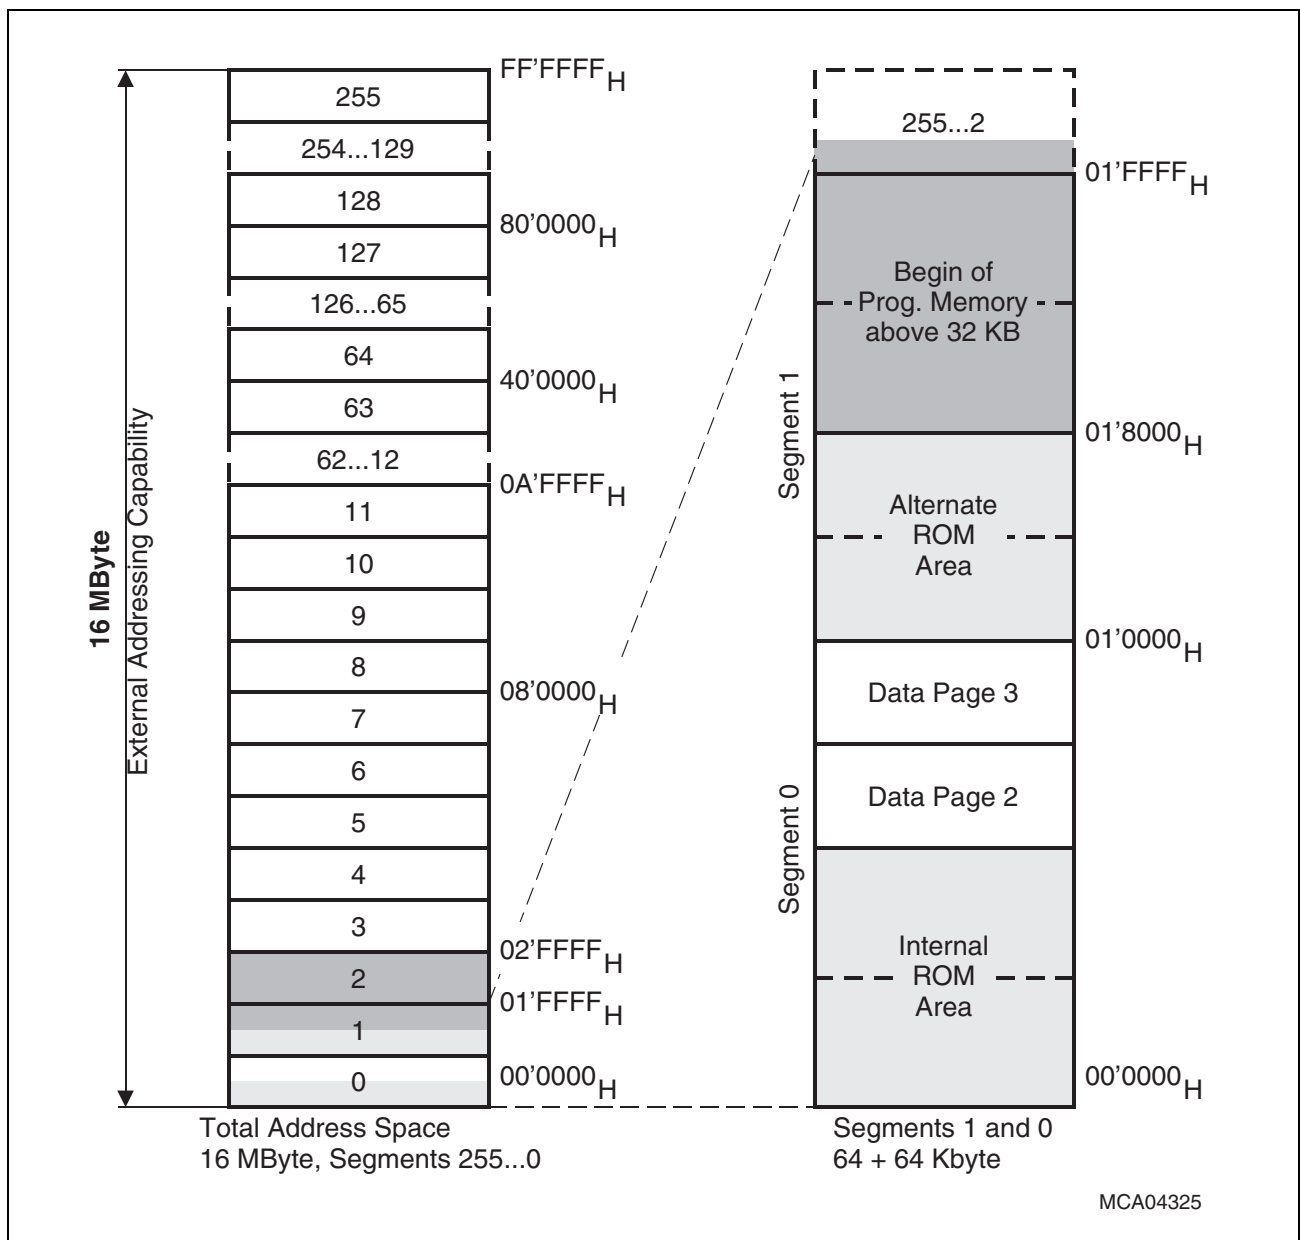 16 MByte
External Addressing Capability
FF'FFFFH
255
254...129
128
80'0000H
127
126...65
64
40'0000H
63
62...12
0A'FFFFH
11
10
9
8
08'0000H
7
6
5
4
3
02'FFFFH
2
01'FFFFH
1
0
00'0000H
Total Address Space
16 MByte, Segments 255...0
255...2
01'FFFFH
Begin of
Prog. Memory
above 32 KB
Segment 1
01'8000H
Alternate
ROM
Area
01'0000H
Data Page 3
Data Page 2
Segment 0
Internal
ROM
Area
00'0000H
Segments 1 and 0
64 + 64 Kbyte
MCA04325